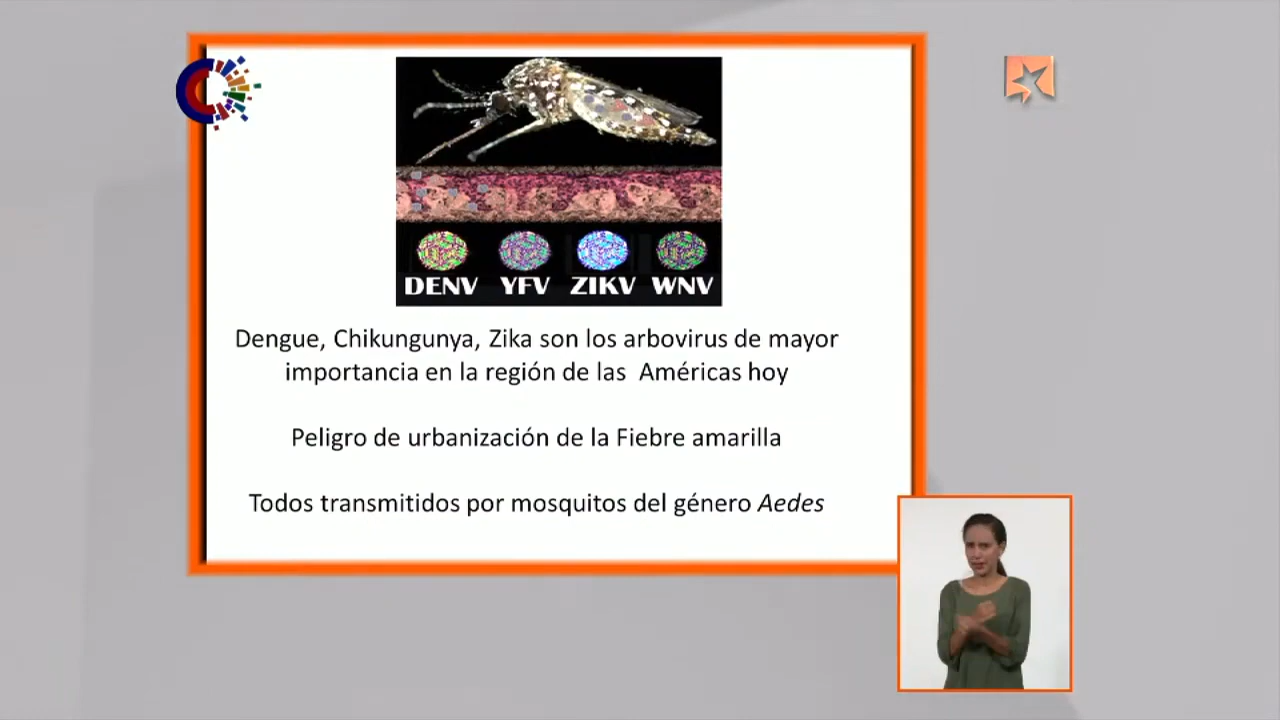 DENV YFV ZIKV WNV
Dengue, Chikungunya, Zika son los arbovirus de mayor
importancia en la región de las Américas hoy
Peligro de urbanización de la Fiebre amarilla
Todos transmitidos por mosquitos del género Aedes